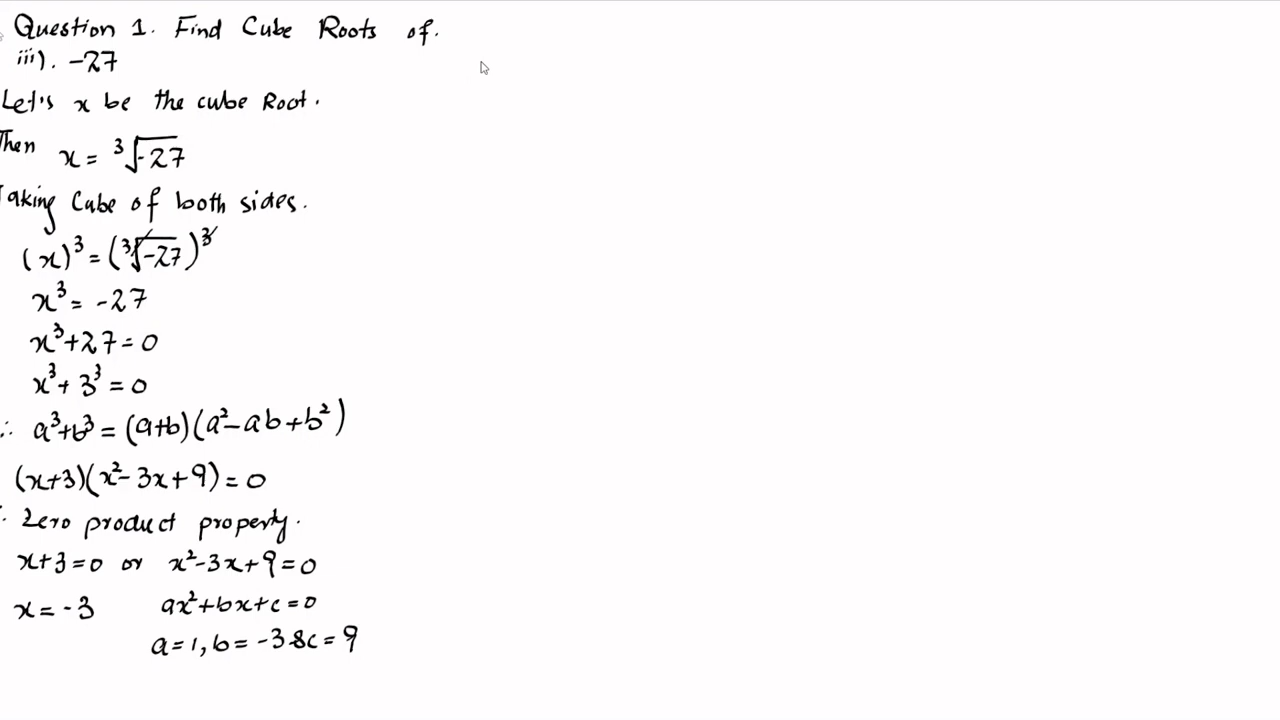 Question 1. Find Cube Roots of.
iii). -27
Let's x be the cube Root.
Then x = ³√-27
Taking Cube of both sides.
(x)³ = (³√-27)³
x³ = -27
x³+27=0
x³+3³=0
∴ a³+b³ = (a+b)(a²-ab+b²)
(x+3)(x²-3x+9)=0
∵ Zero product property.
x+3=0 or x²-3x+9=0
x=-3 ax²+bx+c=0
a=1, b=-3 & c=9